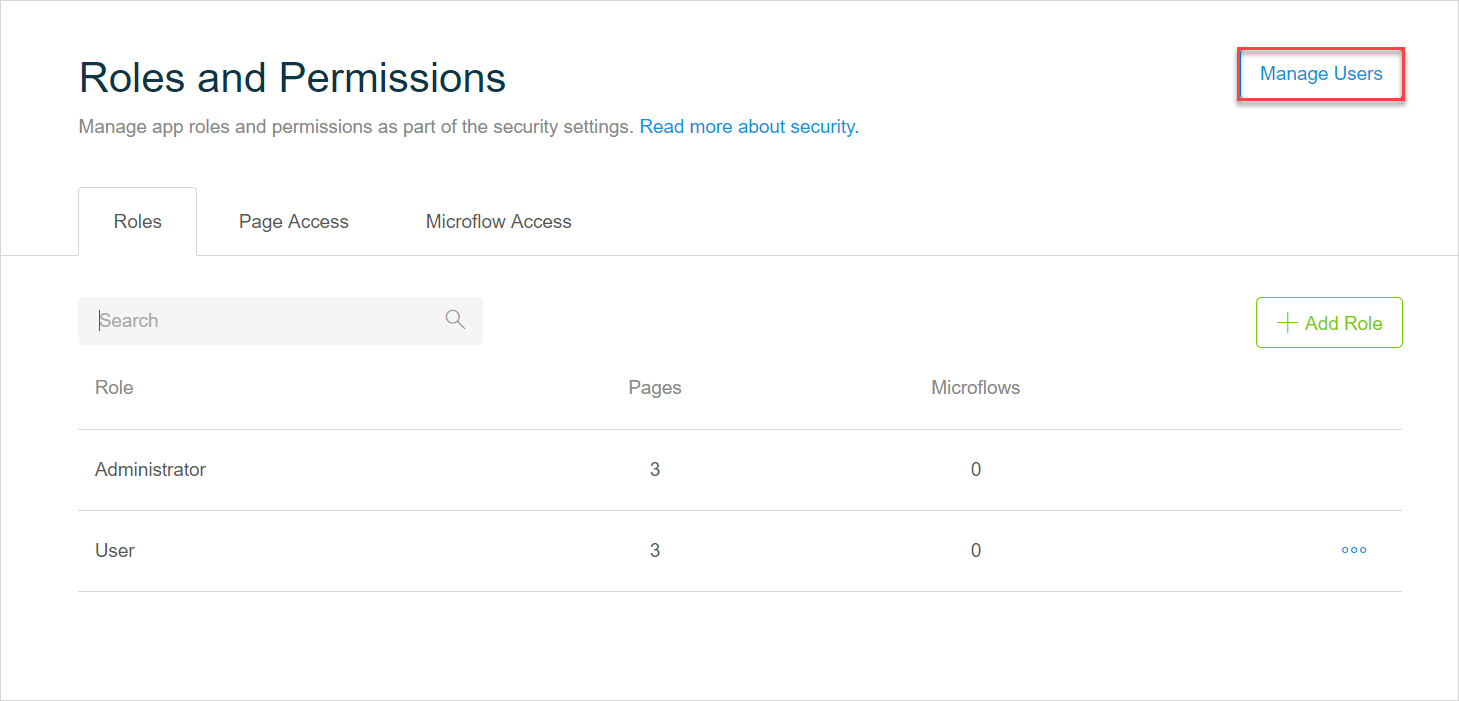 Roles and Permissions
Manage Users
Manage app roles and permissions as part of the security settings. Read more about security.
Roles Page Access Microflow Access
Search
Add Role
Role Pages Microflows
Administrator 3 0
User 3 0